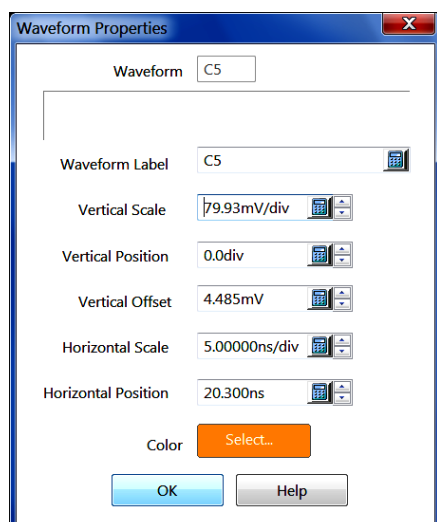 Waveform Properties
X
Waveform C5
Waveform Label C5
Vertical Scale 79.93mV/div
Vertical Position 0.0div
Vertical Offset 4.485mV
Horizontal Scale 5.00000ns/div
Horizontal Position 20.300ns
Color Select...
OK Help